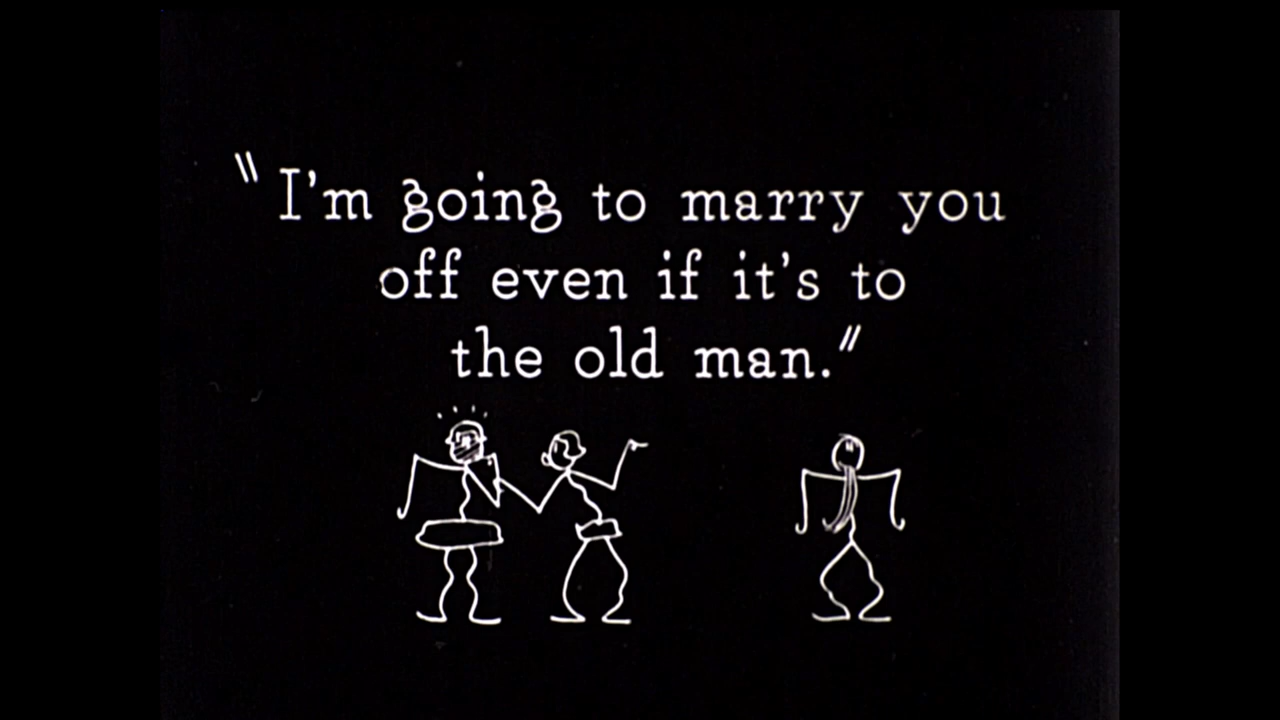 "I'm going to marry you
off even if it's to
the old man."